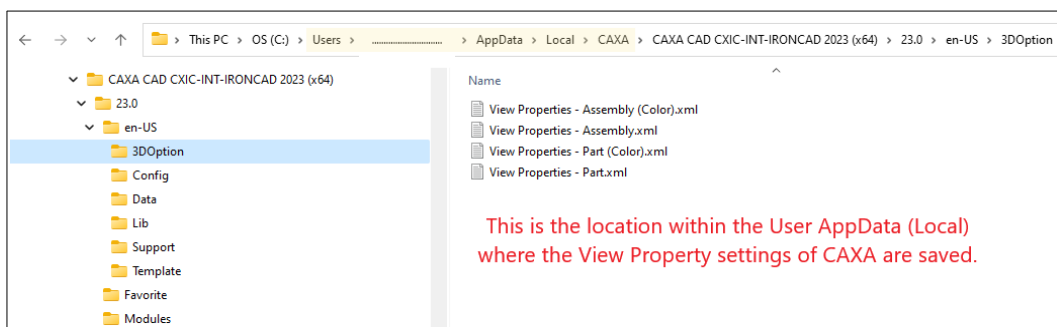 This PC > OS (C:) > Users > ............................ > AppData > Local > CAXA > CAXA CAD CXIC-INT-IRONCAD 2023 (x64) > 23.0 > en-US > 3DOption
CAXA CAD CXIC-INT-IRONCAD 2023 (x64)
23.0
en-US
3DOption
Config
Data
Lib
Support
Template
Favorite
Modules
Name
View Properties - Assembly (Color).xml
View Properties - Assembly.xml
View Properties - Part (Color).xml
View Properties - Part.xml
This is the location within the User AppData (Local)
where the View Property settings of CAXA are saved.